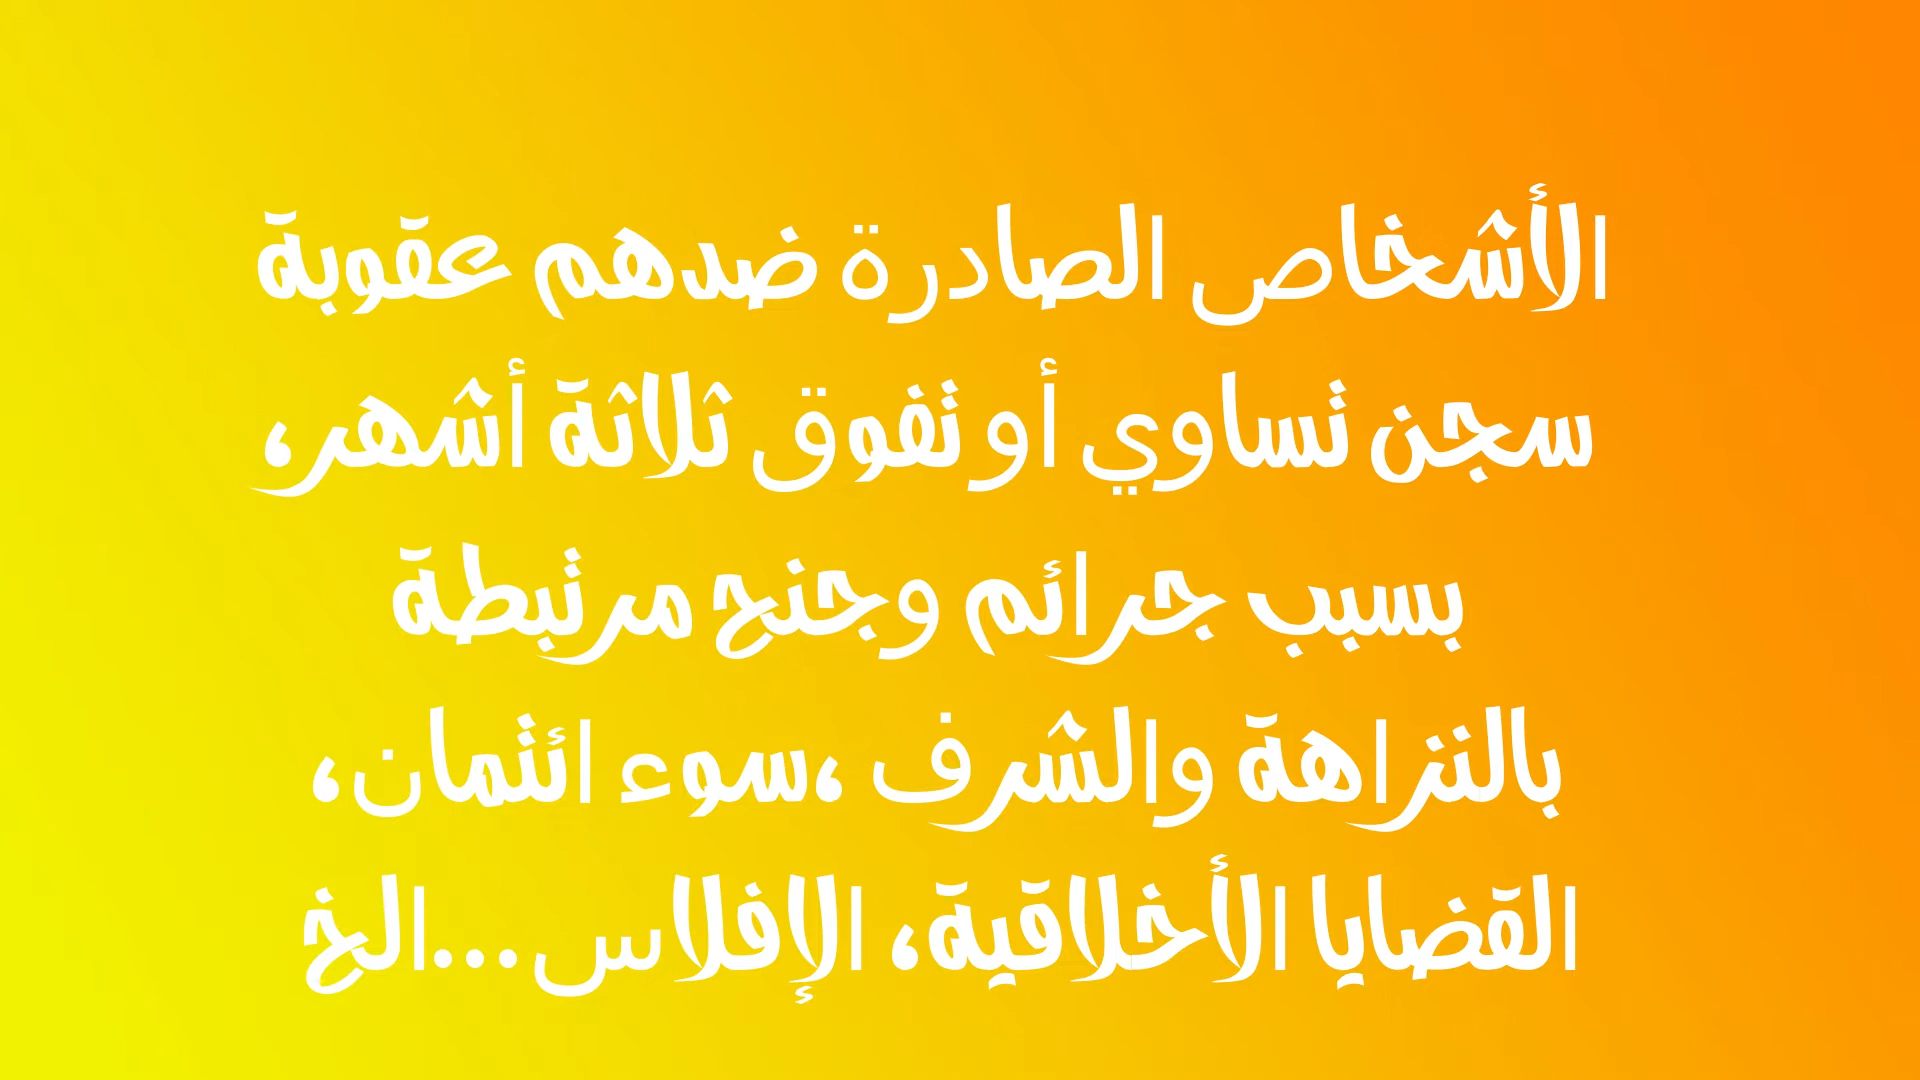 الأشخاص الصادرة ضدهم عقوبة
سجن تساوي أو تفوق ثلاثة أشهر،
بسبب جرائم وجنح مرتبطة
بالنزاهة والشرف ،سوء ائتمان،
القضايا الأخلاقية، الإفلاس...الخ